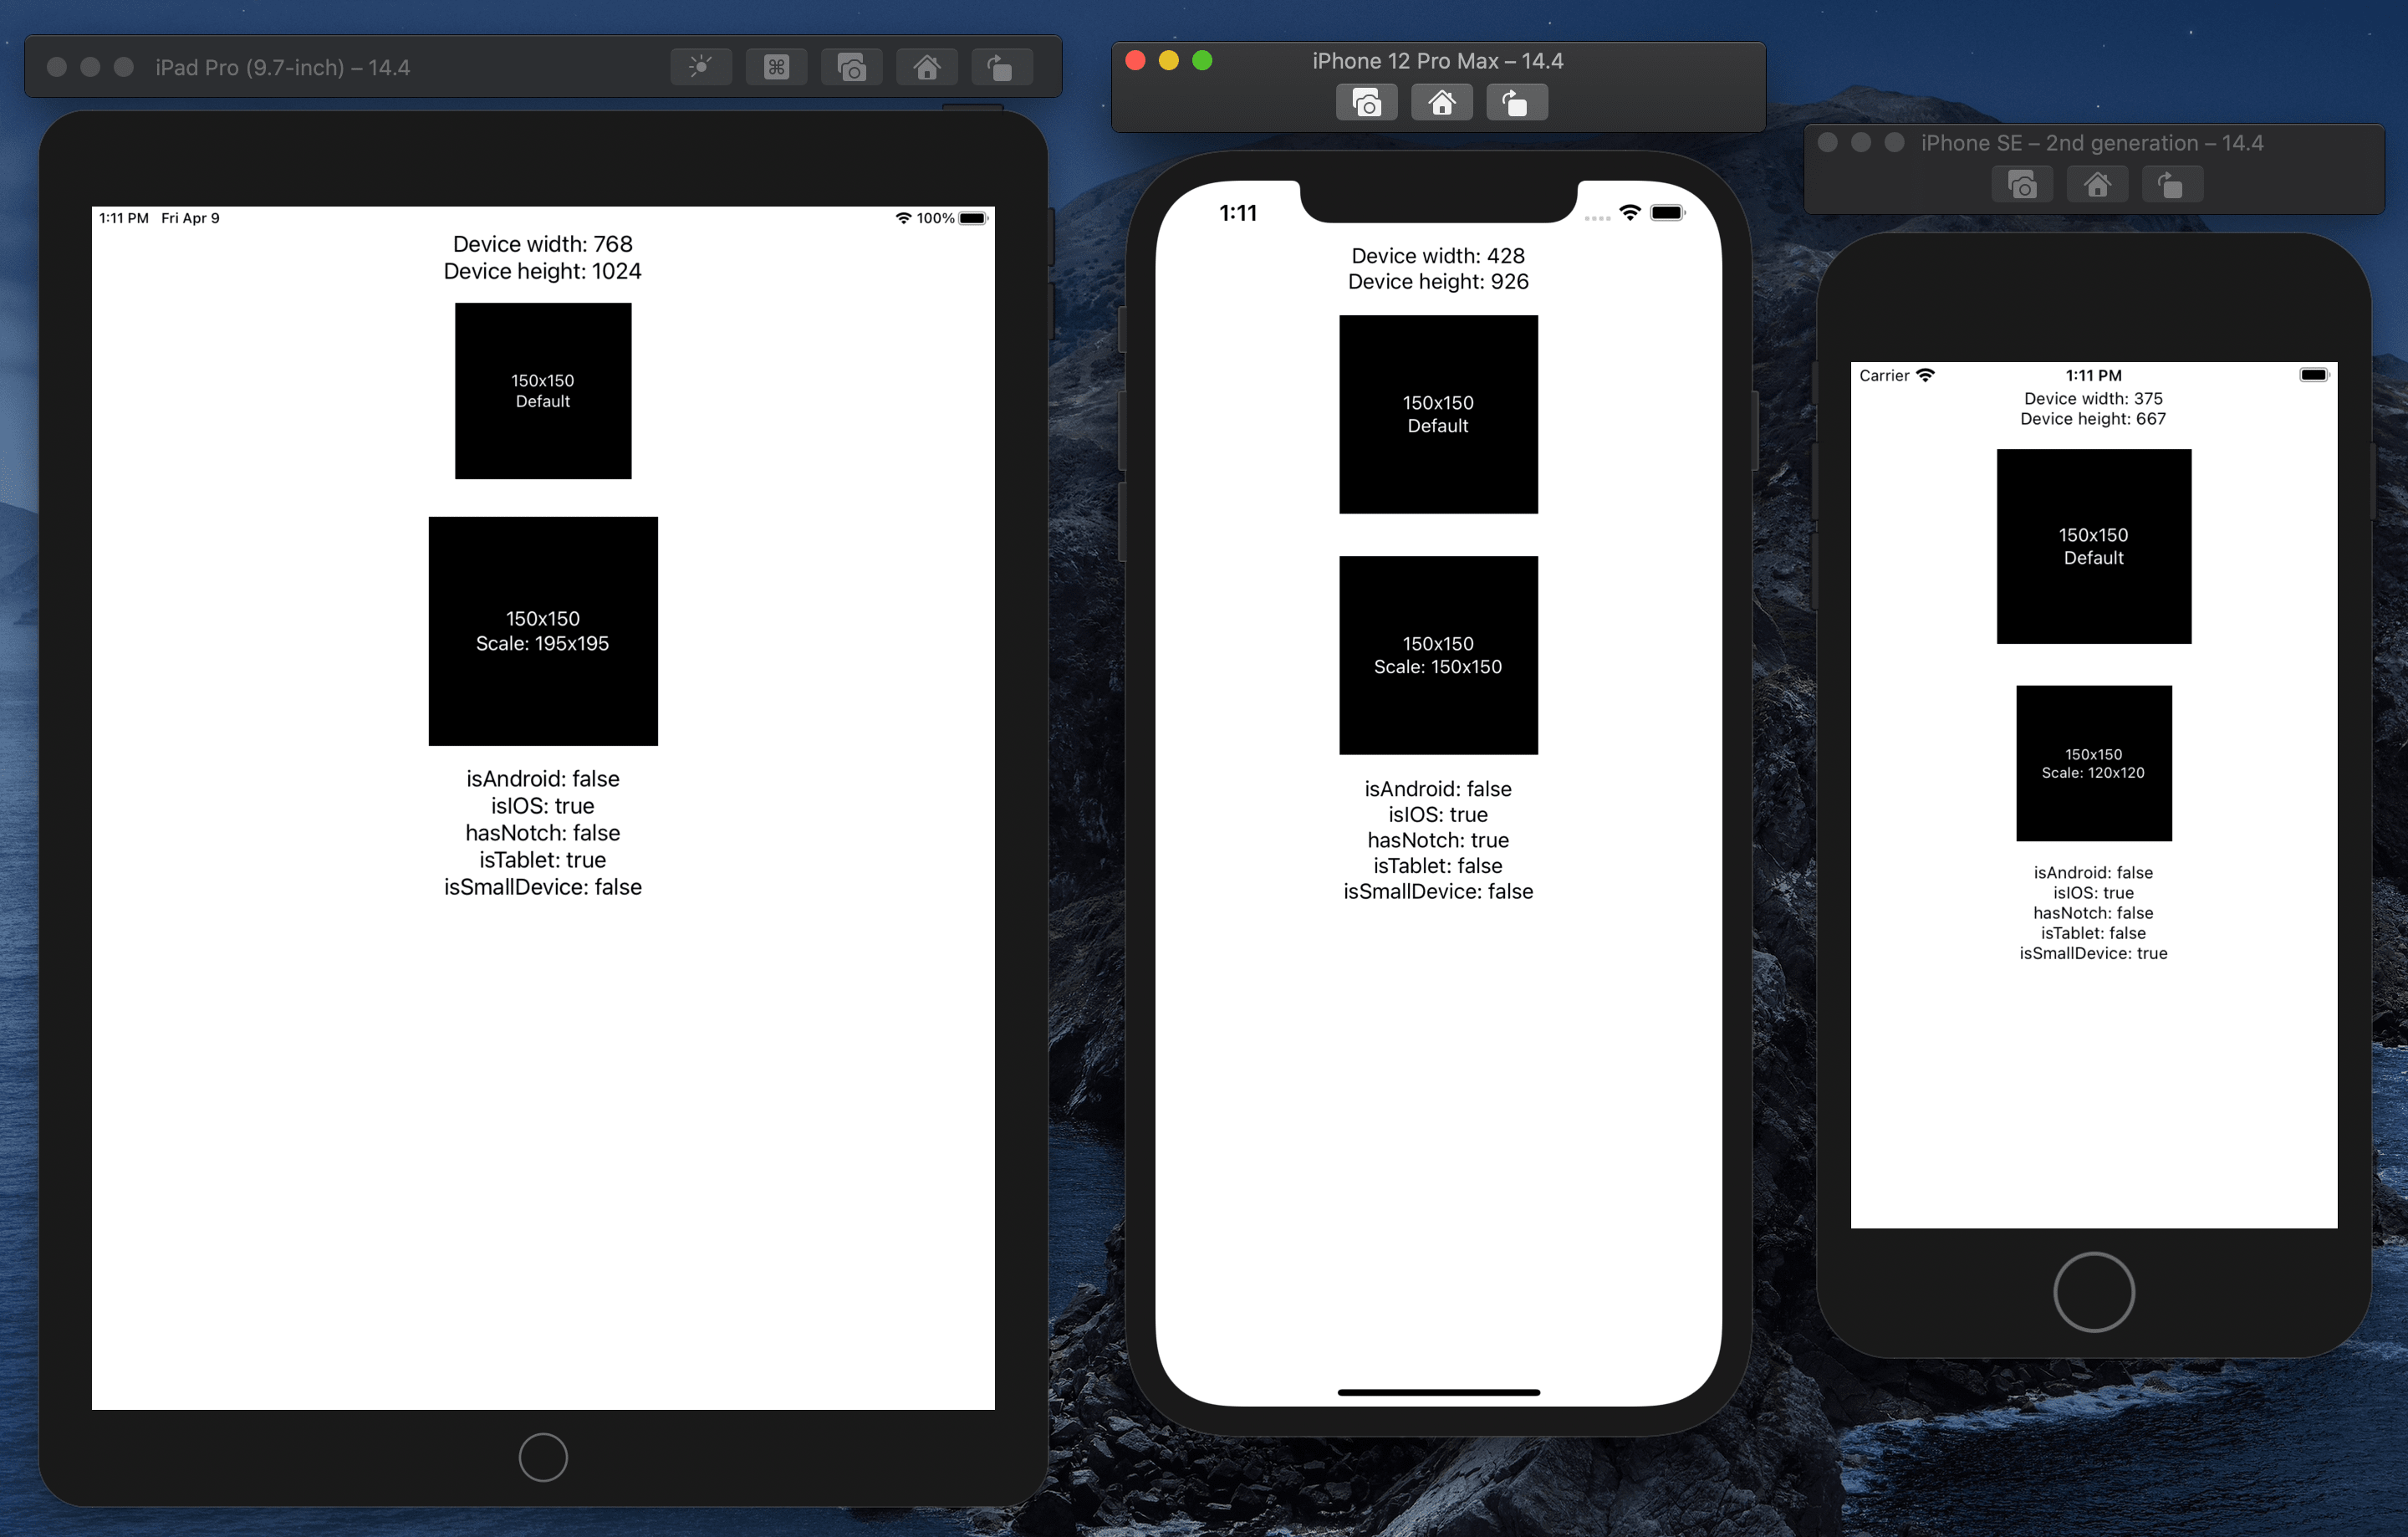 iPad Pro (9.7-inch) – 14.4
1:11 PM Fri Apr 9
100%
Device width: 768
Device height: 1024
150x150
Default
150x150
Scale: 195x195
isAndroid: false
isIOS: true
hasNotch: false
isTablet: true
isSmallDevice: false
iPhone 12 Pro Max – 14.4
1:11
Device width: 428
Device height: 926
150x150
Default
150x150
Scale: 150x150
isAndroid: false
isIOS: true
hasNotch: true
isTablet: false
isSmallDevice: false
iPhone SE – 2nd generation – 14.4
Carrier 1:11 PM
Device width: 375
Device height: 667
150x150
Default
150x150
Scale: 120x120
isAndroid: false
isIOS: true
hasNotch: false
isTablet: false
isSmallDevice: true